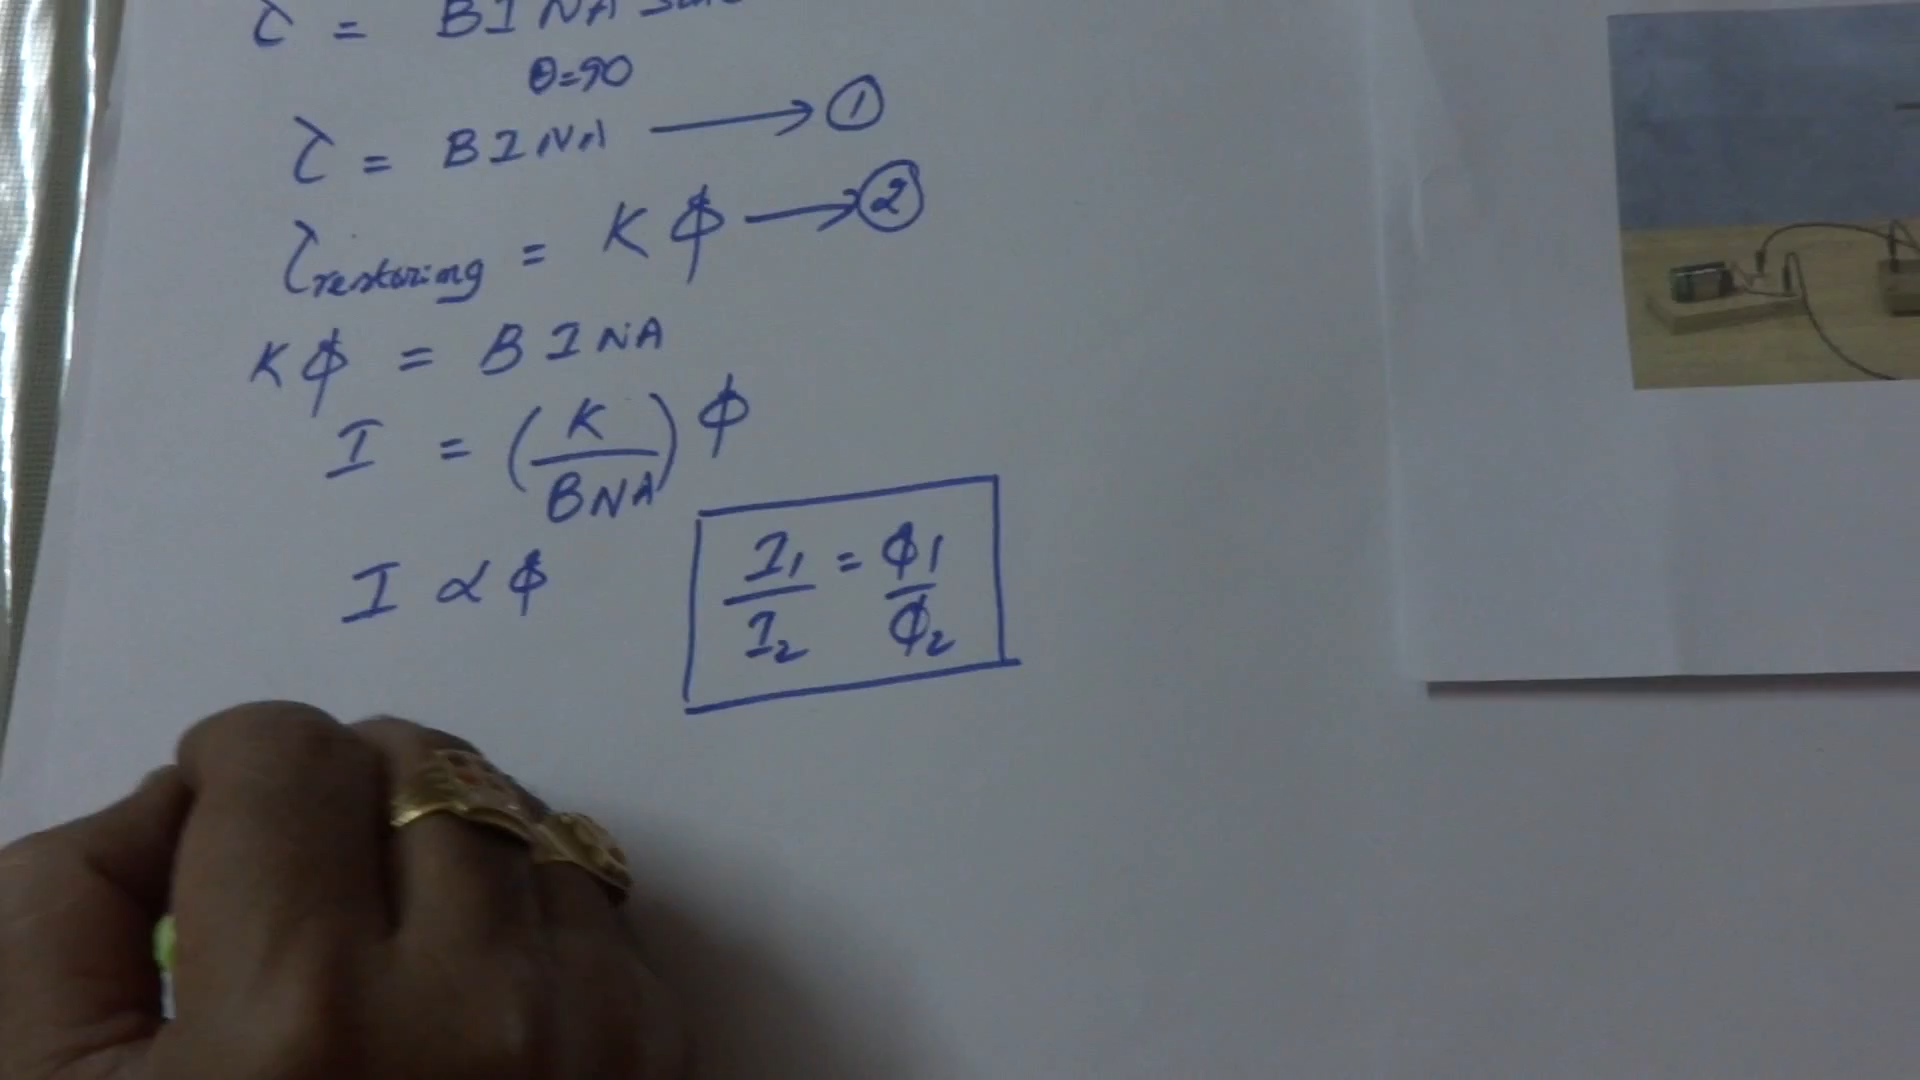 τ = BINA
θ=90
τ = BINA → ①
τrestoring = Kϕ → ②
Kϕ = BINA
I = (K/BNA) ϕ
I ∝ ϕ
I1/I2 = ϕ1/ϕ2